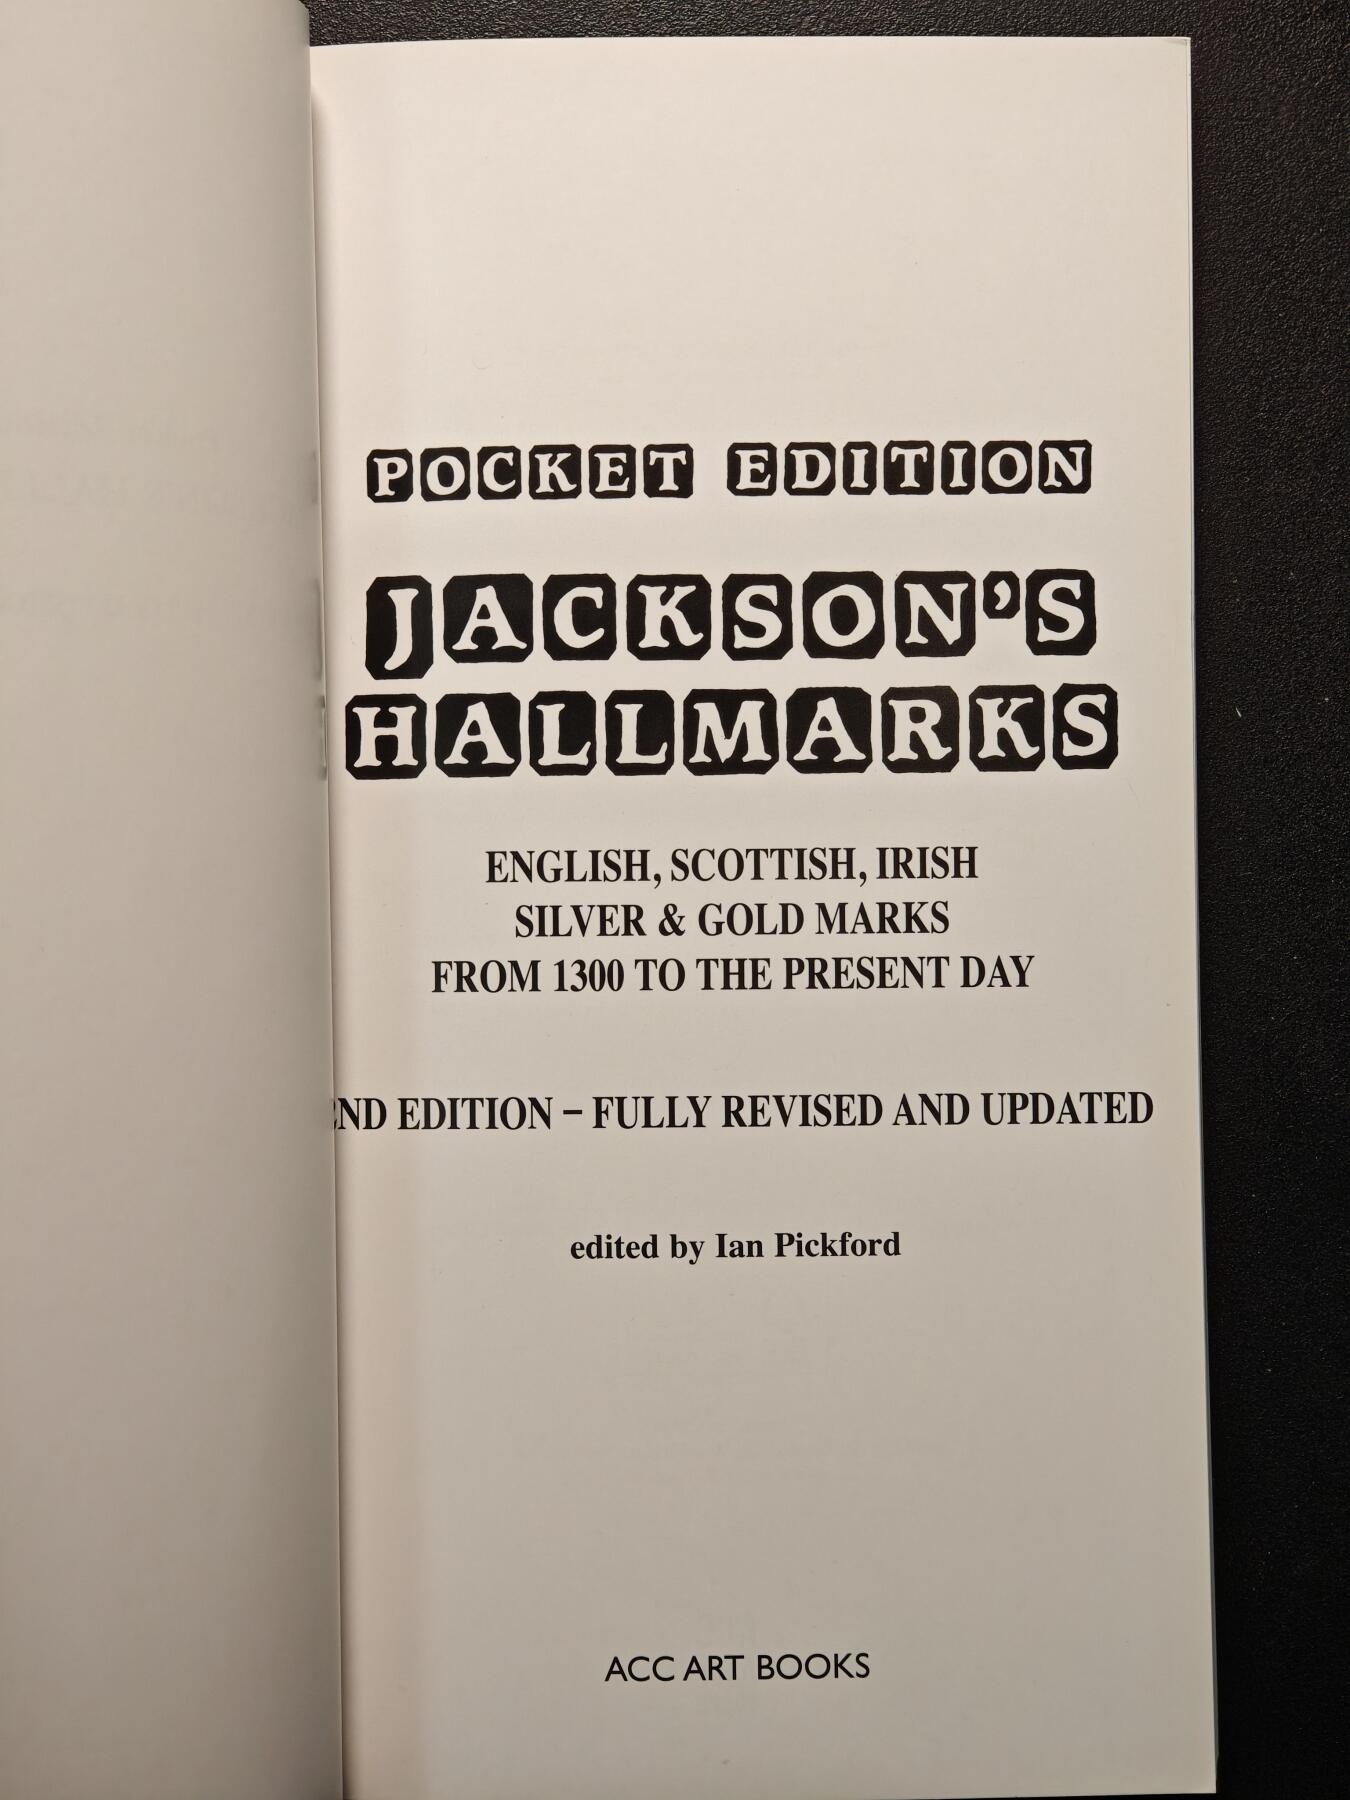 POCKET EDITION
JACKSON'S
HALLMARKS
ENGLISH, SCOTTISH, IRISH
SILVER & GOLD MARKS
FROM 1300 TO THE PRESENT DAY
2ND EDITION – FULLY REVISED AND UPDATED
edited by Ian Pickford
ACC ART BOOKS